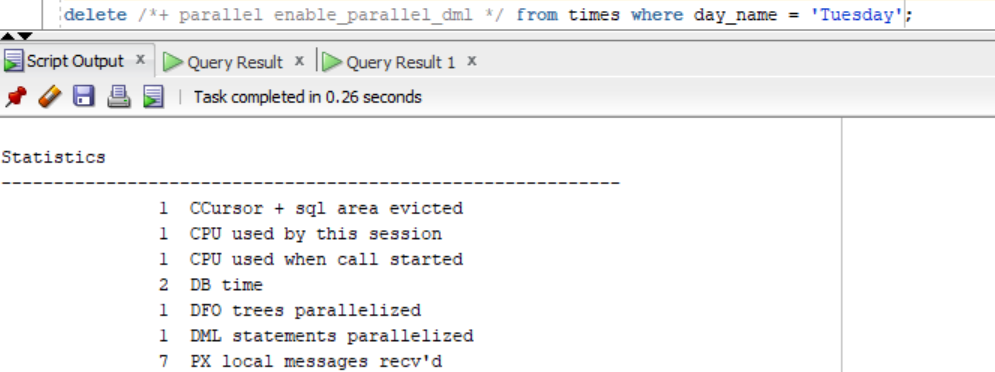 delete /*+ parallel enable_parallel_dml */ from times where day_name = 'Tuesday';
Script Output x Query Result x Query Result 1 x
Task completed in 0.26 seconds
Statistics
-----------------------------------------------------------
1 CCursor + sql area evicted
1 CPU used by this session
1 CPU used when call started
2 DB time
1 DFO trees parallelized
1 DML statements parallelized
7 PX local messages recv'd